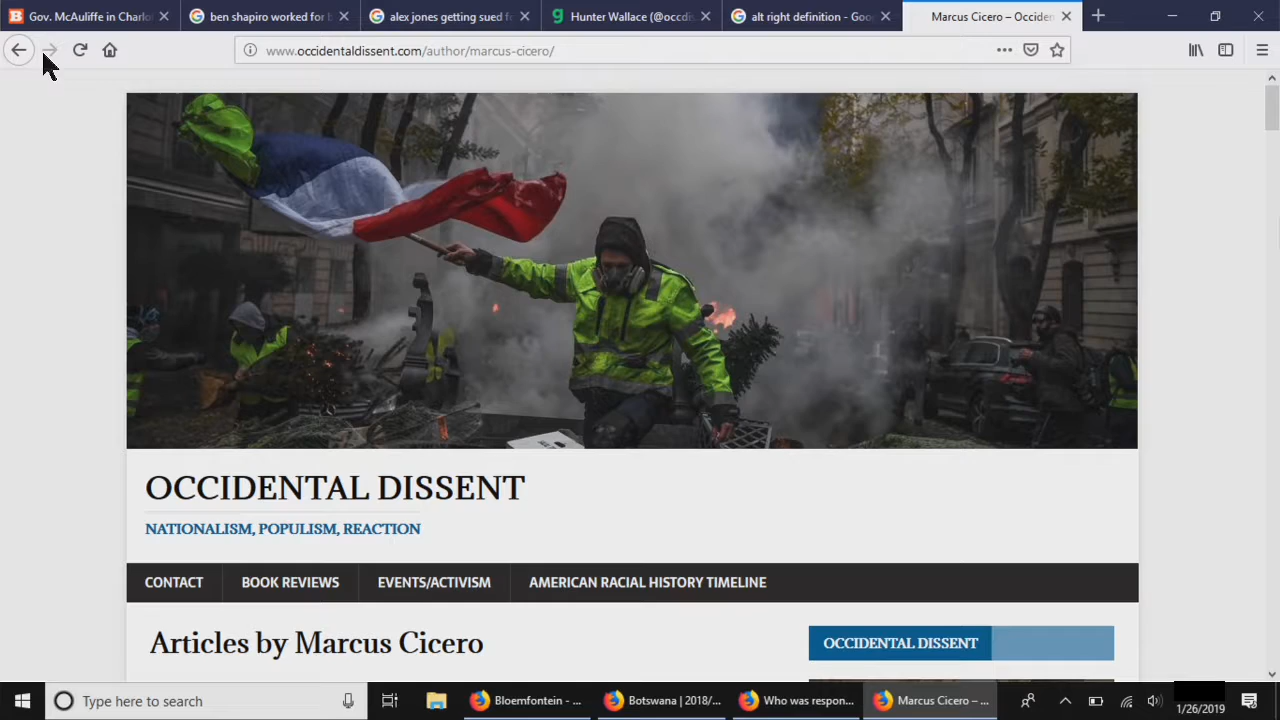 Gov. McAuliffe in Charlot
ben shapiro worked for b
alex jones getting sued fo
Hunter Wallace (@occdis
alt right definition - Goo
Marcus Cicero – Occiden
www.occidentaldissent.com/author/marcus-cicero/
OCCIDENTAL DISSENT
NATIONALISM, POPULISM, REACTION
CONTACT
BOOK REVIEWS
EVENTS/ACTIVISM
AMERICAN RACIAL HISTORY TIMELINE
Articles by Marcus Cicero
OCCIDENTAL DISSENT
Type here to search
Bloemfontein - ...
Botswana | 2018/...
Who was respon...
Marcus Cicero – ...
1/26/2019